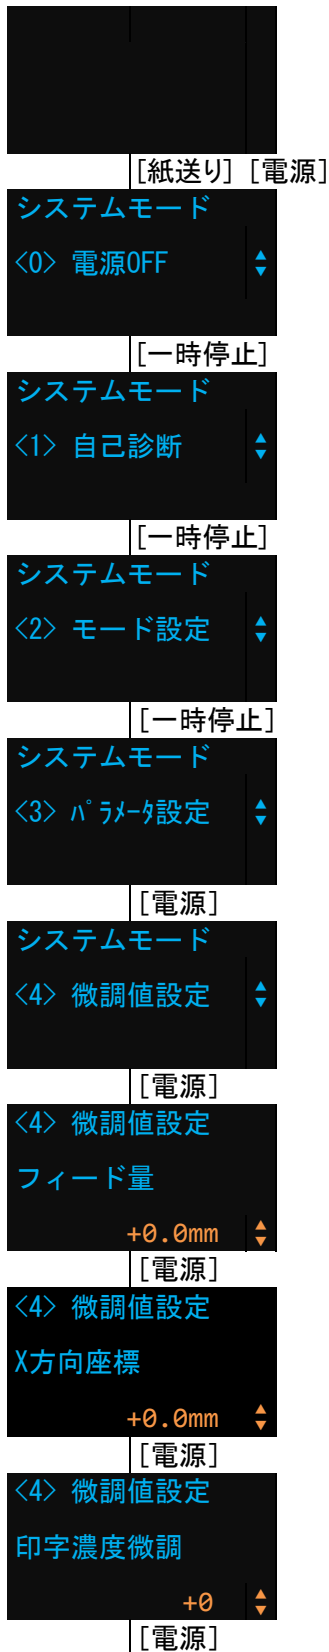 [紙送り] [電源]
システムモード
<0> 電源OFF
[一時停止]
システムモード
<1> 自己診断
[一時停止]
システムモード
<2> モード設定
[一時停止]
システムモード
<3> ﾊﾟﾗﾒｰﾀ設定
[電源]
システムモード
<4> 微調値設定
[電源]
<4> 微調値設定
フィード量
+0.0mm
[電源]
<4> 微調値設定
X方向座標
+0.0mm
[電源]
<4> 微調値設定
印字濃度微調
+0
[電源]